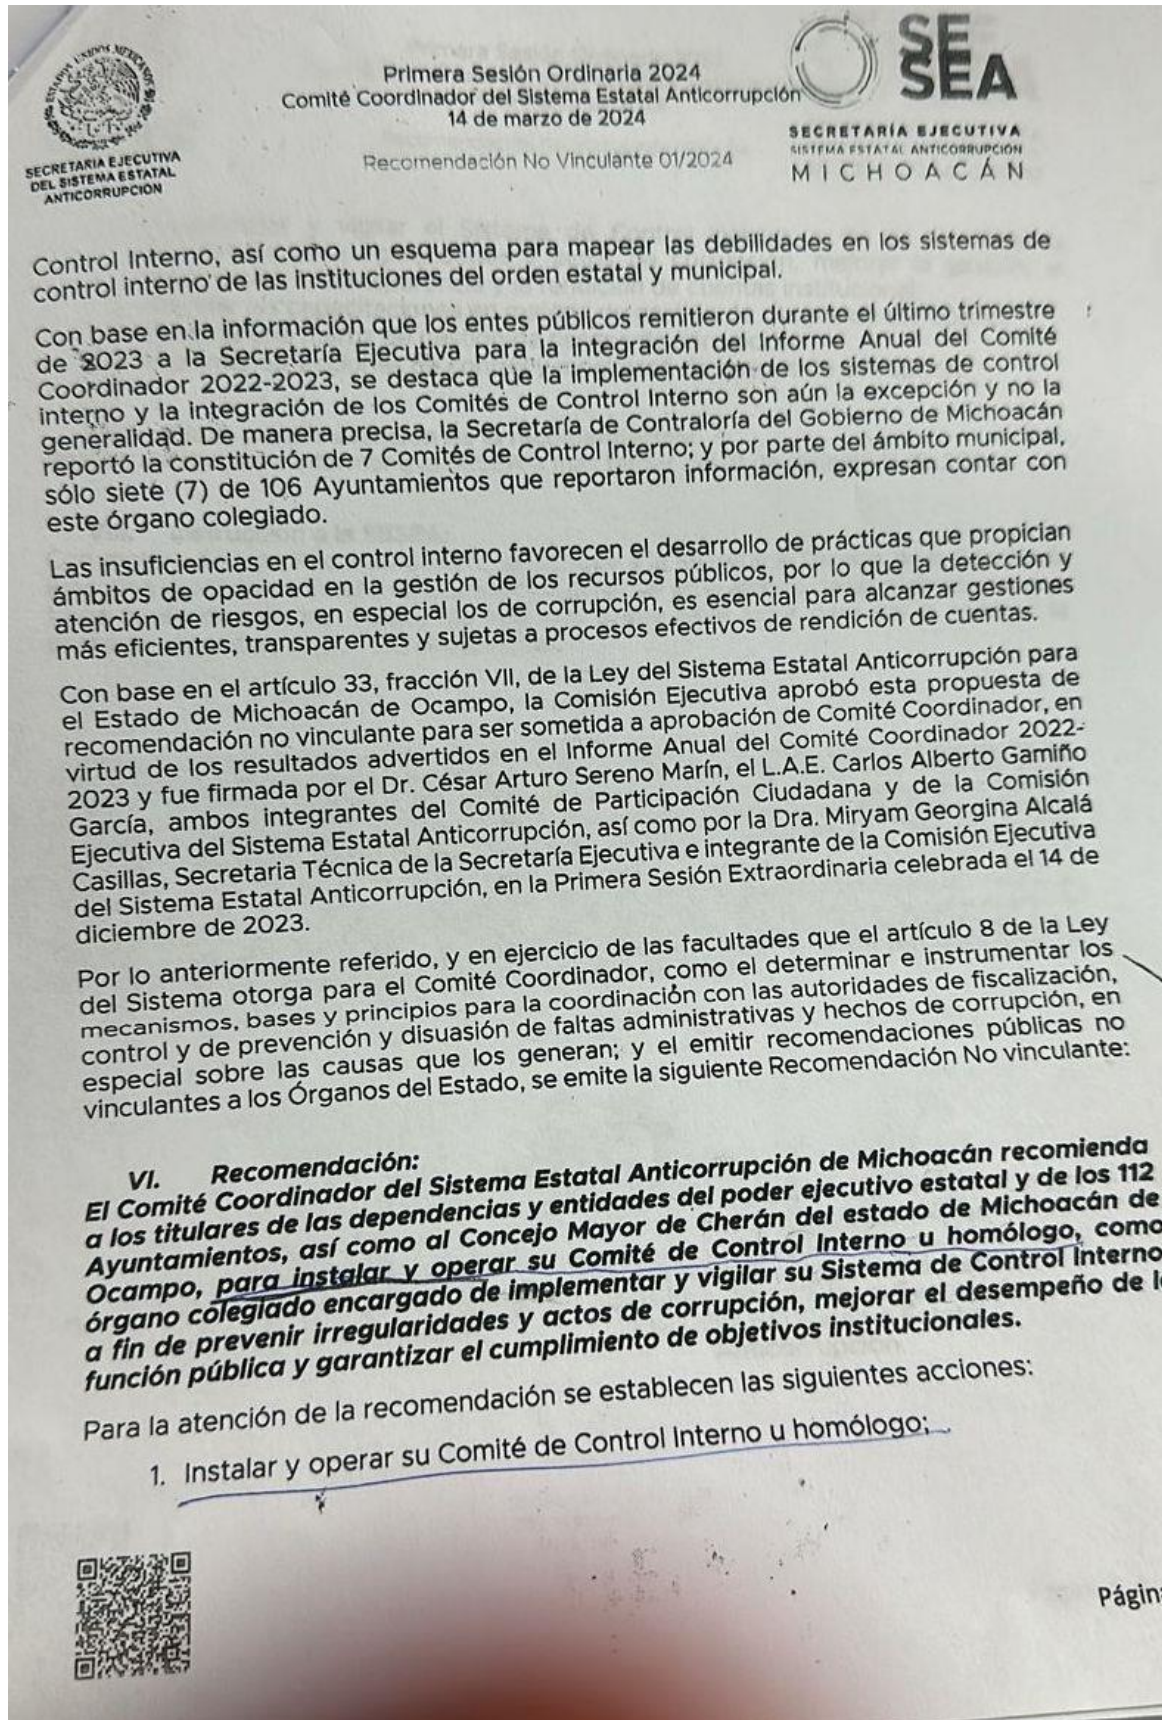 Primera Sesión Ordinaria 2024
Comité Coordinador del Sistema Estatal Anticorrupción
14 de marzo de 2024
Recomendación No Vinculante 01/2024
SECRETARIA EJECUTIVA
DEL SISTEMA ESTATAL
ANTICORRUPCIÓN
SE
SEA
SECRETARÍA EJECUTIVA
SISTEMA ESTATAL ANTICORRUPCIÓN
MICHOACÁN
Control Interno, así como un esquema para mapear las debilidades en los sistemas de
control interno de las instituciones del orden estatal y municipal.
Con base en la información que los entes públicos remitieron durante el último trimestre
de 2023 a la Secretaría Ejecutiva para la integración del Informe Anual del Comité
Coordinador 2022-2023, se destaca que la implementación de los sistemas de control
interno y la integración de los Comités de Control Interno son aún la excepción y no la
generalidad. De manera precisa, la Secretaría de Contraloría del Gobierno de Michoacán
reportó la constitución de 7 Comités de Control Interno; y por parte del ámbito municipal,
sólo siete (7) de 106 Ayuntamientos que reportaron información, expresan contar con
este órgano colegiado.
Las insuficiencias en el control interno favorecen el desarrollo de prácticas que propician
ámbitos de opacidad en la gestión de los recursos públicos, por lo que la detección y
atención de riesgos, en especial los de corrupción, es esencial para alcanzar gestiones
más eficientes, transparentes y sujetas a procesos efectivos de rendición de cuentas.
Con base en el artículo 33, fracción VII, de la Ley del Sistema Estatal Anticorrupción para
el Estado de Michoacán de Ocampo, la Comisión Ejecutiva aprobó esta propuesta de
recomendación no vinculante para ser sometida a aprobación de Comité Coordinador, en
virtud de los resultados advertidos en el Informe Anual del Comité Coordinador 2022-
2023 y fue firmada por el Dr. César Arturo Sereno Marín, el L.A.E. Carlos Alberto Gamiño
García, ambos integrantes del Comité de Participación Ciudadana y de la Comisión
Ejecutiva del Sistema Estatal Anticorrupción, así como por la Dra. Miryam Georgina Alcalá
Casillas, Secretaria Técnica de la Secretaría Ejecutiva e integrante de la Comisión Ejecutiva
del Sistema Estatal Anticorrupción, en la Primera Sesión Extraordinaria celebrada el 14 de
diciembre de 2023.
Por lo anteriormente referido, y en ejercicio de las facultades que el artículo 8 de la Ley
del Sistema otorga para el Comité Coordinador, como el determinar e instrumentar los
mecanismos, bases y principios para la coordinación con las autoridades de fiscalización,
control y de prevención y disuasión de faltas administrativas y hechos de corrupción, en
especial sobre las causas que los generan; y el emitir recomendaciones públicas no
vinculantes a los Órganos del Estado, se emite la siguiente Recomendación No vinculante:
VI. Recomendación:
El Comité Coordinador del Sistema Estatal Anticorrupción de Michoacán recomienda
a los titulares de las dependencias y entidades del poder ejecutivo estatal y de los 112
Ayuntamientos, así como al Concejo Mayor de Cherán del estado de Michoacán de
Ocampo, para instalar y operar su Comité de Control Interno u homólogo, como
órgano colegiado encargado de implementar y vigilar su Sistema de Control Interno
a fin de prevenir irregularidades y actos de corrupción, mejorar el desempeño de l
función pública y garantizar el cumplimiento de objetivos institucionales.
Para la atención de la recomendación se establecen las siguientes acciones:
1. Instalar y operar su Comité de Control Interno u homólogo;
Págin